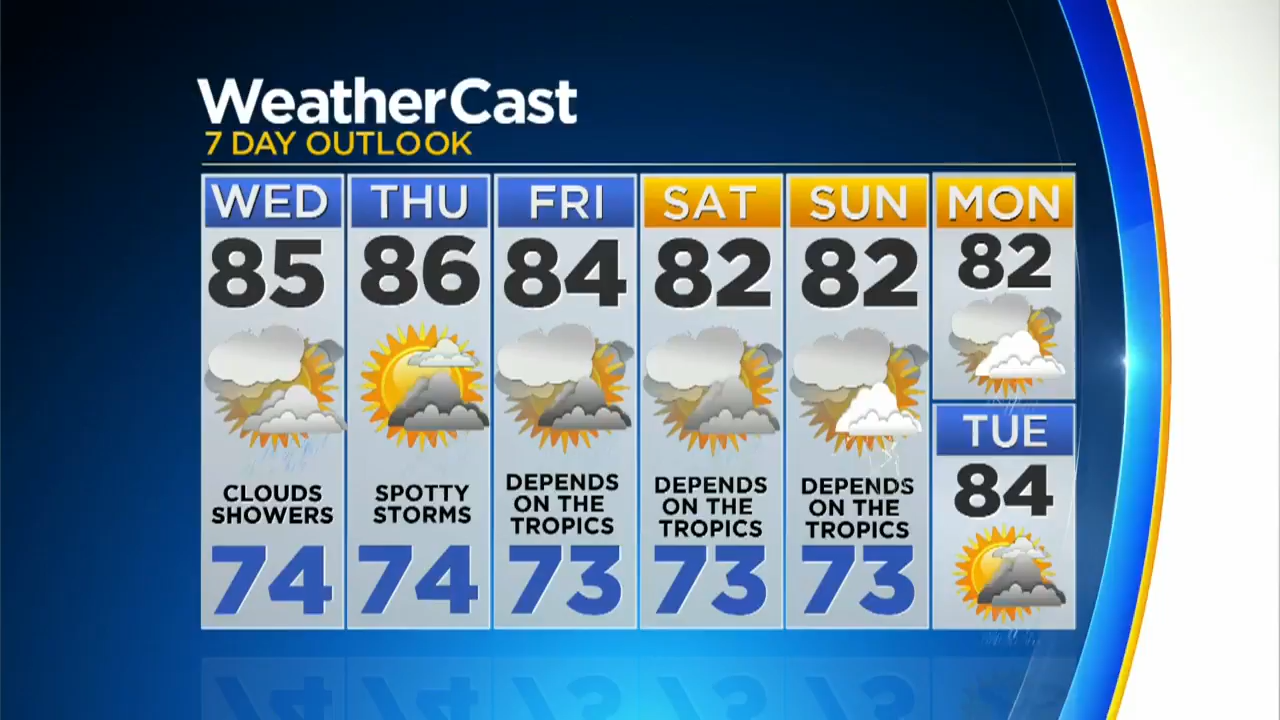 WeatherCast
7 DAY OUTLOOK
WED
85
CLOUDS
SHOWERS
74
THU
86
SPOTTY
STORMS
74
FRI
84
DEPENDS
ON THE
TROPICS
73
SAT
82
DEPENDS
ON THE
TROPICS
73
SUN
82
DEPENDS
ON THE
TROPICS
73
MON
82
TUE
84